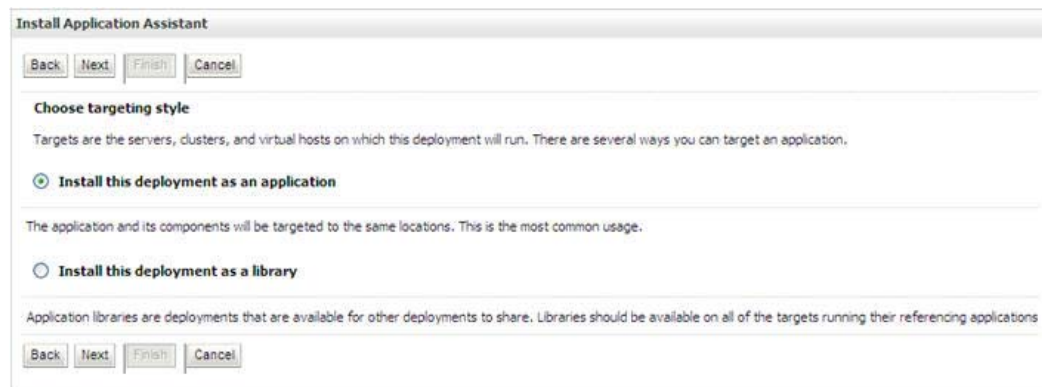 Install Application Assistant
Back Next Finish Cancel
Choose targeting style
Targets are the servers, clusters, and virtual hosts on which this deployment will run. There are several ways you can target an application.
Install this deployment as an application
The application and its components will be targeted to the same locations. This is the most common usage.
Install this deployment as a library
Application libraries are deployments that are available for other deployments to share. Libraries should be available on all of the targets running their referencing applications
Back Next Finish Cancel